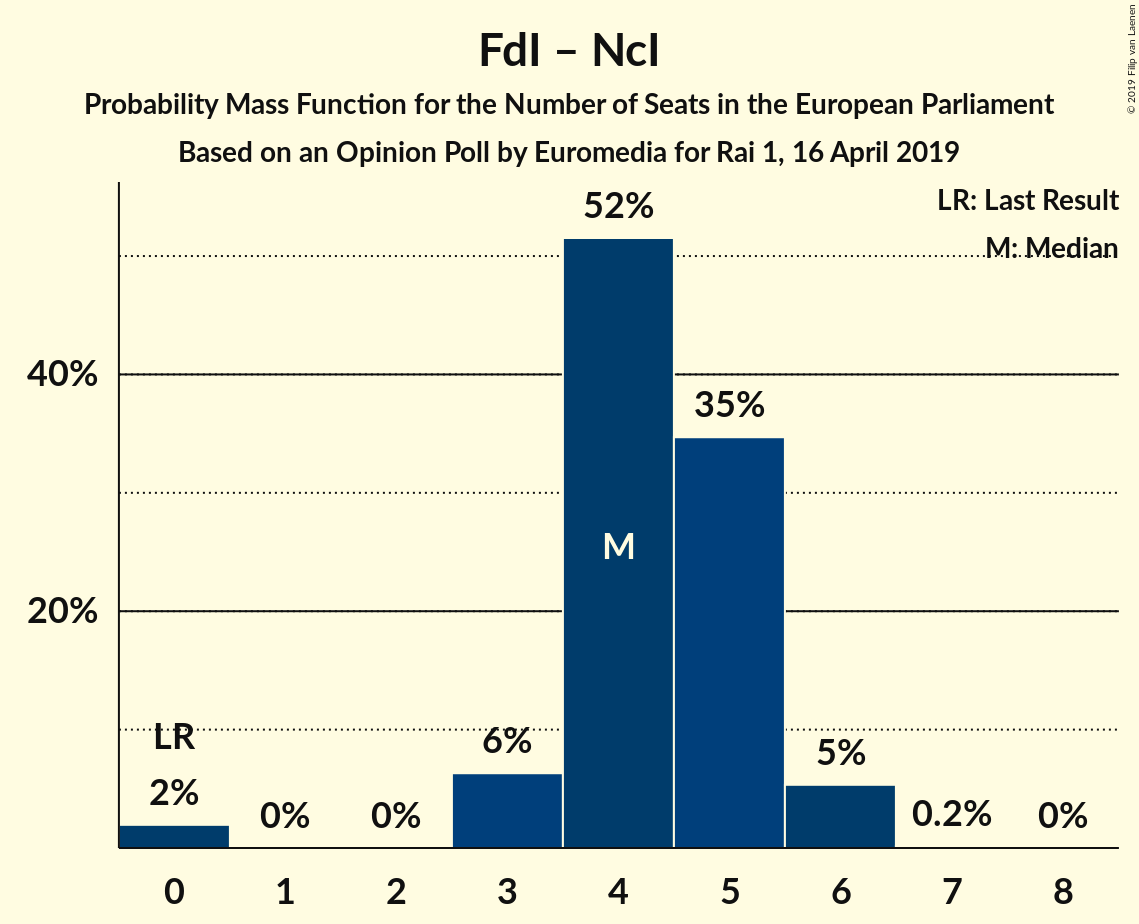 FdI – NcI
Probability Mass Function for the Number of Seats in the European Parliament
Based on an Opinion Poll by Euromedia for Rai 1, 16 April 2019
© 2019 Filip van Laenen
LR: Last Result
M: Median
52%
40%
35%
M
20%
LR
6%
5%
2%
0%
0%
0.2%
0%
0 1 2 3 4 5 6 7 8